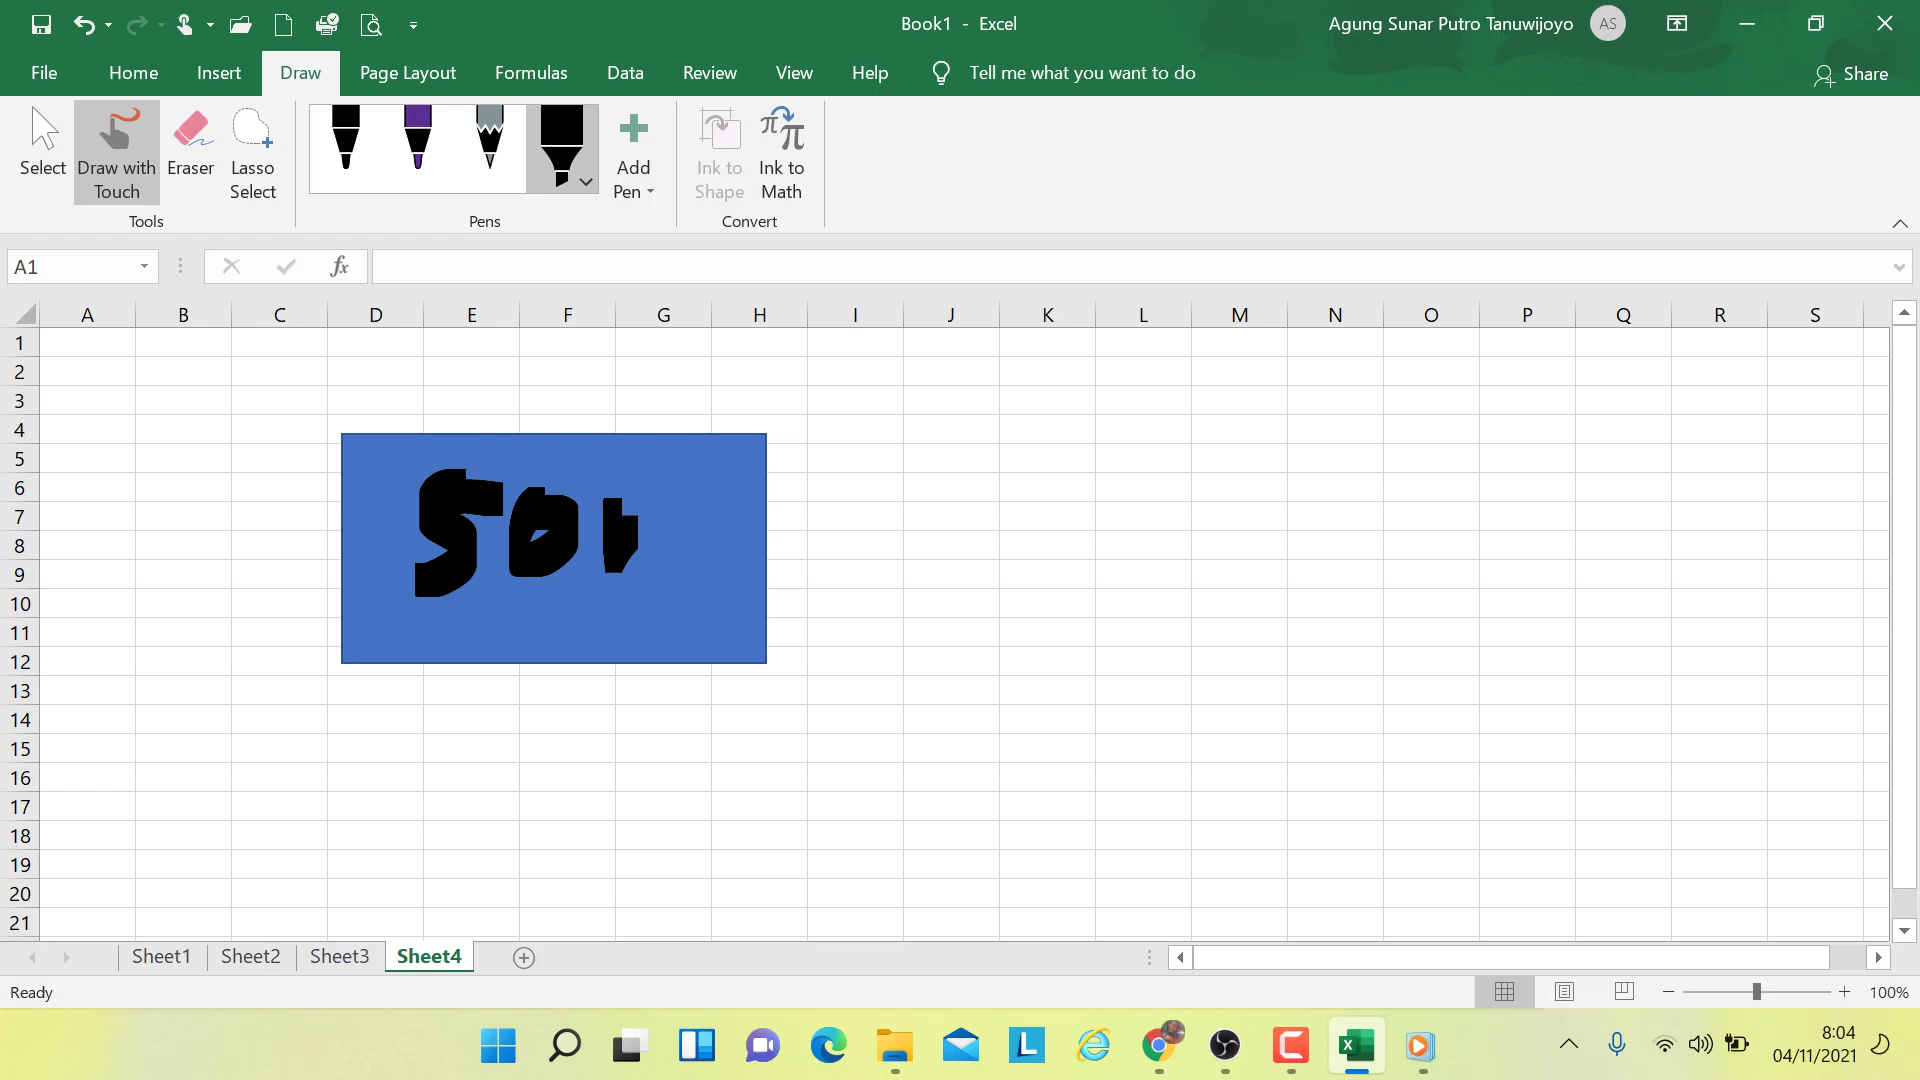 Book1 - Excel
Agung Sunar Putro Tanuwijoyo AS
File Home Insert Draw Page Layout Formulas Data Review View Help Tell me what you want to do Share
Select Draw with Touch Eraser Lasso Select Add Pen Ink to Shape Ink to Math
Tools Pens Convert
A1 fx
A B C D E F G H I J K L M N O P Q R S
1
2
3
4
5
6
7
8
9
10
11
12
13
14
15
16
17
18
19
20
21
Sheet1 Sheet2 Sheet3 Sheet4
Ready 100%
8:04
04/11/2021